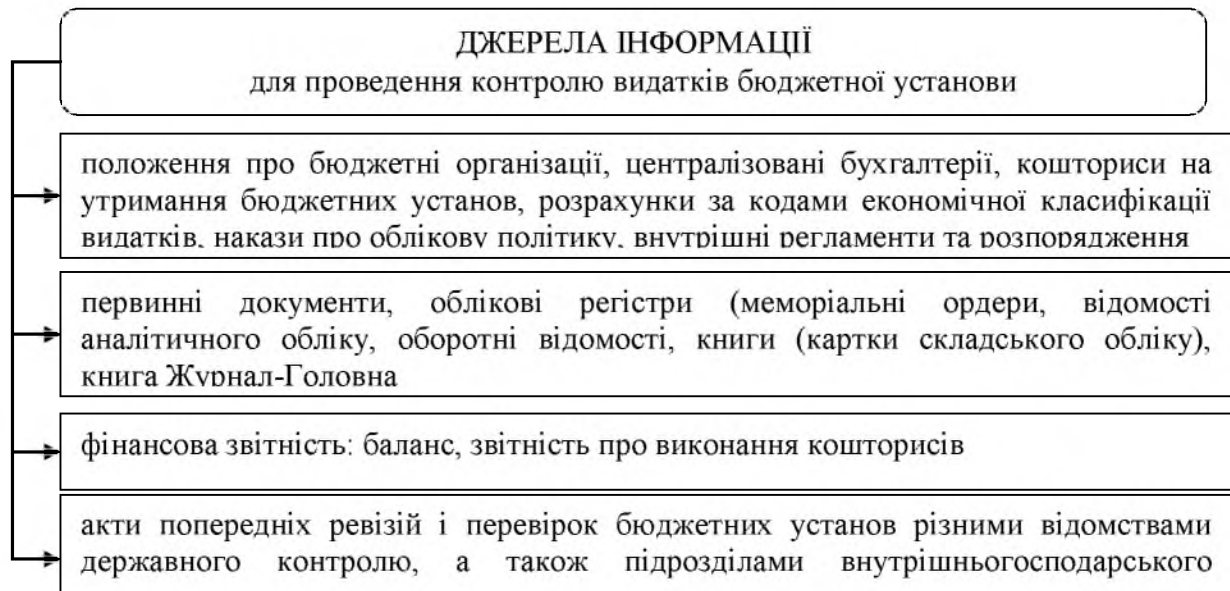 ДЖЕРЕЛА ІНФОРМАЦІЇ
для проведення контролю видатків бюджетної установи
положення про бюджетні організації, централізовані бухгалтерії, кошториси на
утримання бюджетних установ, розрахунки за кодами економічної класифікації
видатків, накази про облікову політику, внутрішні регламенти та розпорядження
первинні документи, облікові регістри (меморіальні ордери, відомості
аналітичного обліку, оборотні відомості, книги (картки складського обліку),
книга Журнал-Головна
фінансова звітність: баланс, звітність про виконання кошторисів
акти попередніх ревізій і перевірок бюджетних установ різними відомствами
державного контролю, а також підрозділами внутрішньогосподарського